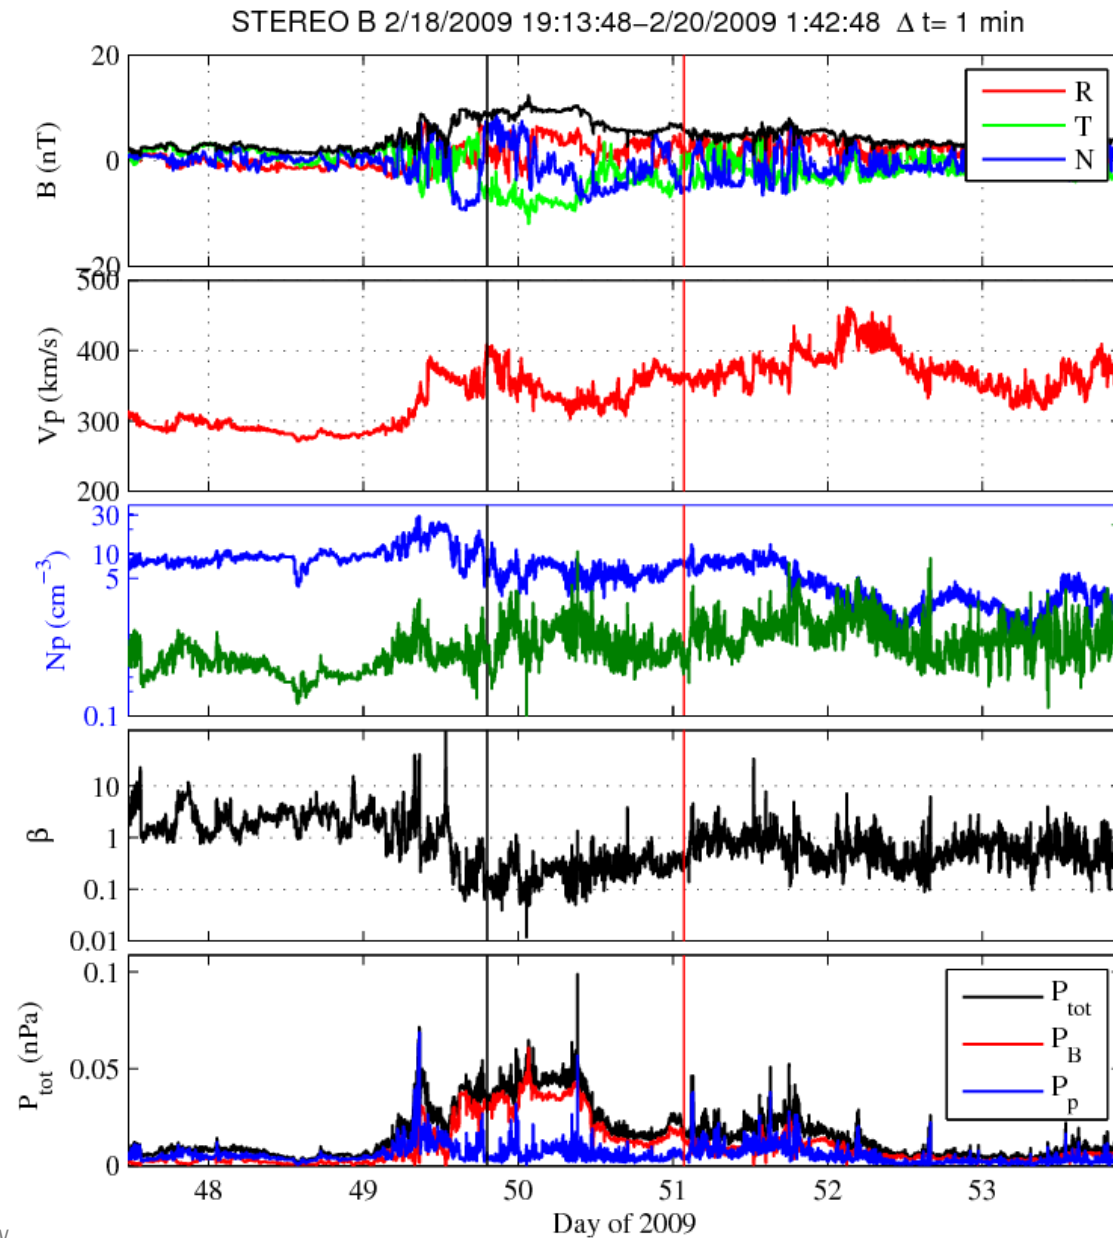 STEREO B 2/18/2009 19:13:48−2/20/2009 1:42:48 Δ t= 1 min
20
0
−20
B (nT)
R
T
N
500
400
300
200
Vp (km/s)
30
10
5
0.1
Np (cm−3)
10
1
0.1
0.01
β
0.1
0.05
0
Ptot (nPa)
Ptot
PB
Pp
48 49 50 51 52 53
Day of 2009